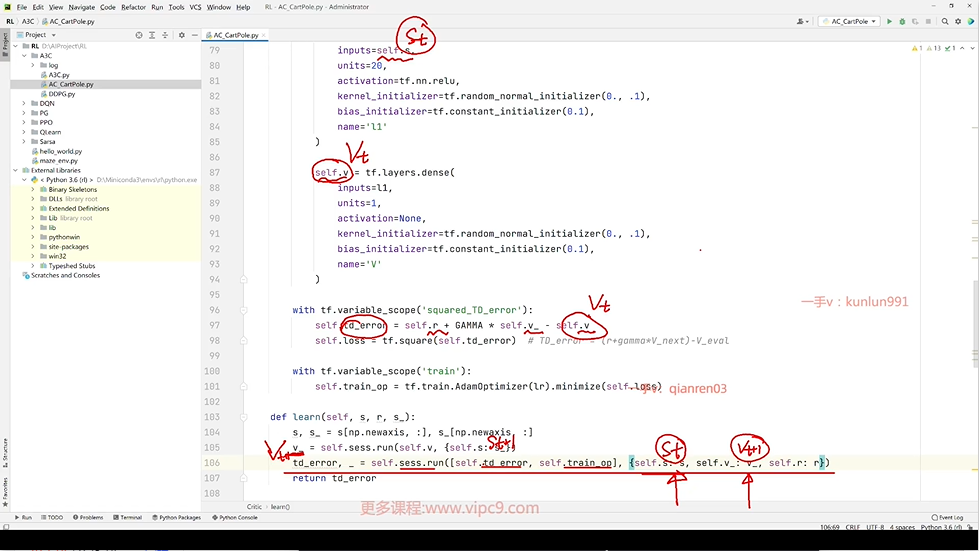 File Edit View Navigate Code Refactor Run Tools VCS Window Help RL - AC_CartPole.py - Administrator
RL A3C AC_CartPole.py AC_CartPole
Project AC_CartPole.py
RL D:\AIProject\RL
A3C
log
A3C.py
AC_CartPole.py
DDPG.py
DQN
PG
PPO
QLearn
Sarsa
hello_world.py
maze_env.py
External Libraries
< Python 3.6 (rl) > D:\Miniconda3\envs\rl\python.exe
Binary Skeletons
DLLs library root
Extended Definitions
Lib library root
lib
pythonwin
site-packages
win32
Typeshed Stubs
Scratches and Consoles
Project
Structure
Favorites
1 13 1
St
79 inputs=self.s,
80 units=20,
81 activation=tf.nn.relu,
82 kernel_initializer=tf.random_normal_initializer(0., .1),
83 bias_initializer=tf.constant_initializer(0.1),
84 name='l1'
85 )
86
Vt
87 self.v = tf.layers.dense(
88 inputs=l1,
89 units=1,
90 activation=None,
91 kernel_initializer=tf.random_normal_initializer(0., .1),
92 bias_initializer=tf.constant_initializer(0.1),
93 name='V'
94 )
95
Vt
一手v：kunlun991
96 with tf.variable_scope('squared_TD_error'):
97 self.td_error = self.r + GAMMA * self.v_ - self.v
98 self.loss = tf.square(self.td_error) # TD_error = (r+gamma*V_next)-V_eval
99
100 with tf.variable_scope('train'):
101 self.train_op = tf.train.AdamOptimizer(lr).minimize(self.loss)
qianren03
102
103 def learn(self, s, r, s_):
104 s, s_ = s[np.newaxis, :], s_[np.newaxis, :]
St+1 St Vt+1
105 v_ = self.sess.run(self.v, {self.s: s_})
106 td_error, _ = self.sess.run([self.td_error, self.train_op], {self.s: s, self.v_: v_, self.r: r})
107 return td_error
108
Critic learn()
更多课程:www.vipc9.com
Run TODO Problems Terminal Python Packages Python Console Event Log
106:69 CRLF UTF-8 4 spaces Python 3.6 (rl)